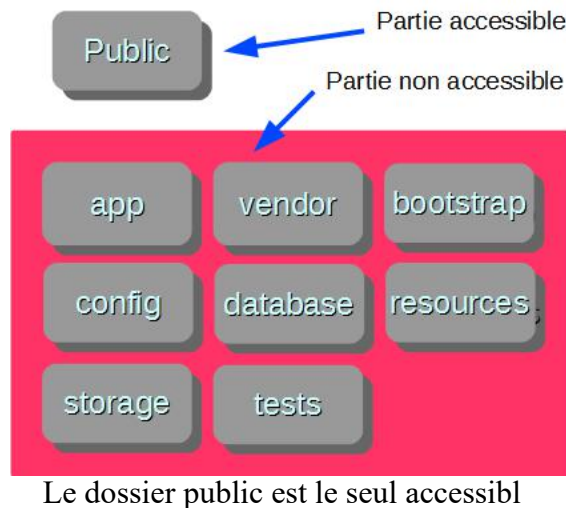 Public
Partie accessible
Partie non accessible
app vendor bootstrap
config database resources
storage tests
Le dossier public est le seul accessibl